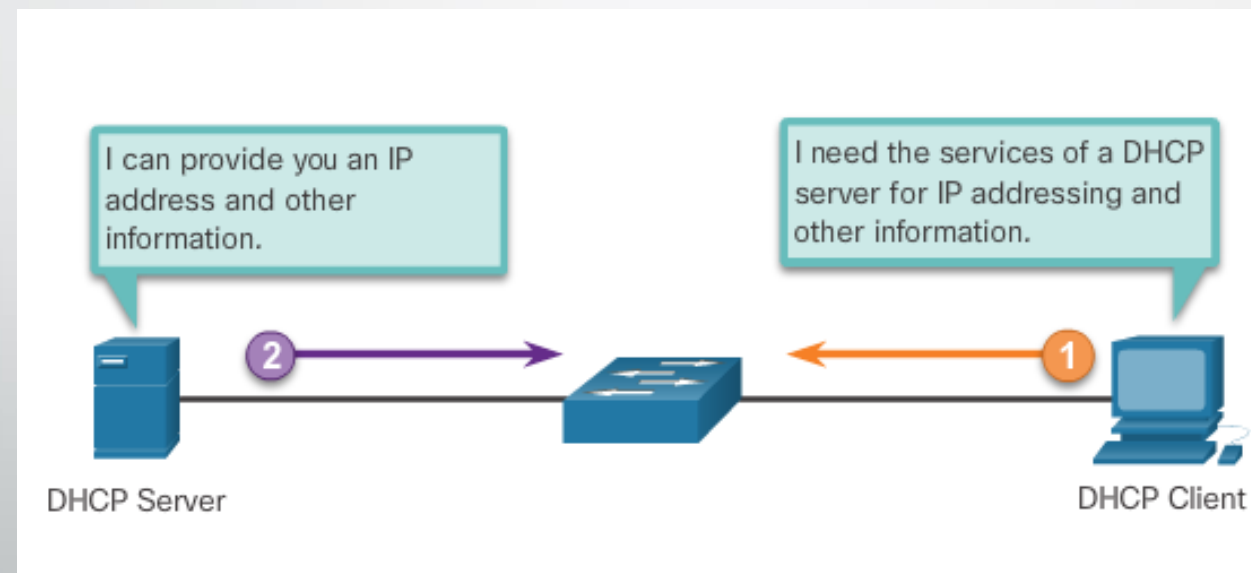 I can provide you an IP
address and other
information.
I need the services of a DHCP
server for IP addressing and
other information.
2
1
DHCP Server
DHCP Client